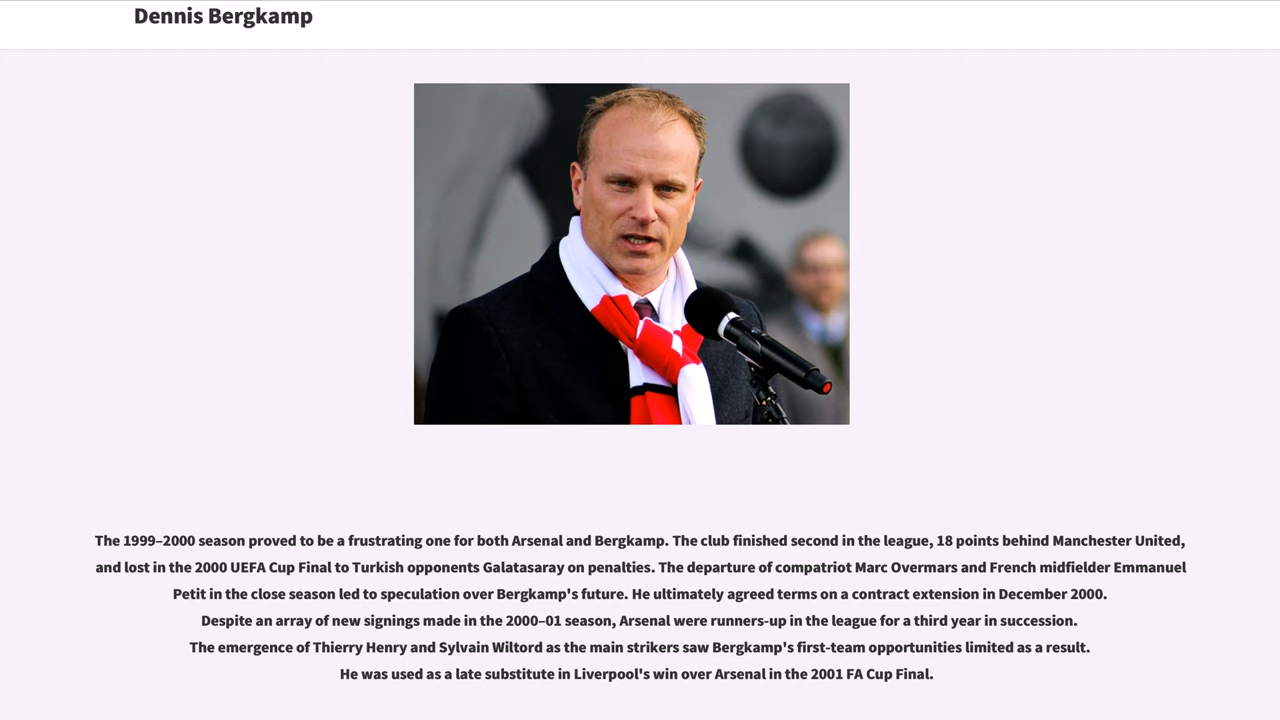 Dennis Bergkamp
The 1999–2000 season proved to be a frustrating one for both Arsenal and Bergkamp. The club finished second in the league, 18 points behind Manchester United,
and lost in the 2000 UEFA Cup Final to Turkish opponents Galatasaray on penalties. The departure of compatriot Marc Overmars and French midfielder Emmanuel
Petit in the close season led to speculation over Bergkamp's future. He ultimately agreed terms on a contract extension in December 2000.
Despite an array of new signings made in the 2000–01 season, Arsenal were runners-up in the league for a third year in succession.
The emergence of Thierry Henry and Sylvain Wiltord as the main strikers saw Bergkamp's first-team opportunities limited as a result.
He was used as a late substitute in Liverpool's win over Arsenal in the 2001 FA Cup Final.